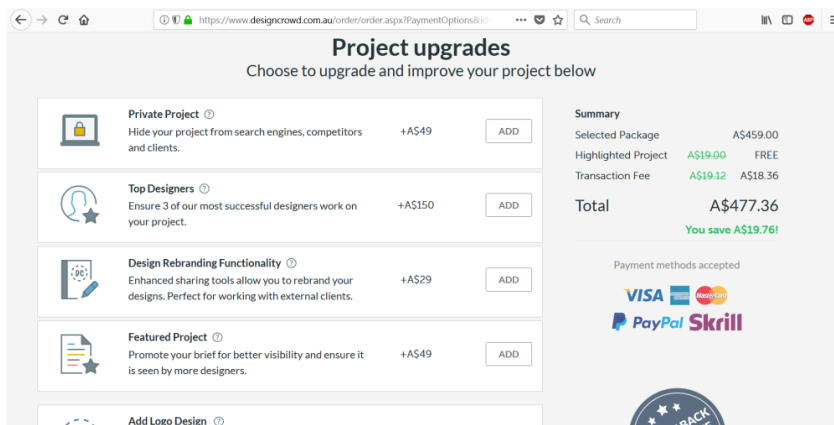 https://www.designcrowd.com.au/order/order.aspx?PaymentOptions&id=
Search
ABP
Project upgrades
Choose to upgrade and improve your project below
Private Project
Hide your project from search engines, competitors
and clients.
+A$49
ADD
Top Designers
Ensure 3 of our most successful designers work on
your project.
+A$150
ADD
DC
Design Rebranding Functionality
Enhanced sharing tools allow you to rebrand your
designs. Perfect for working with external clients.
+A$29
ADD
Featured Project
Promote your brief for better visibility and ensure it
is seen by more designers.
+A$49
ADD
Add Logo Design
Summary
Selected Package A$459.00
Highlighted Project A$19.00 FREE
Transaction Fee A$19.12 A$18.36
Total A$477.36
You save A$19.76!
Payment methods accepted
VISA MasterCard
PayPal Skrill
BACK